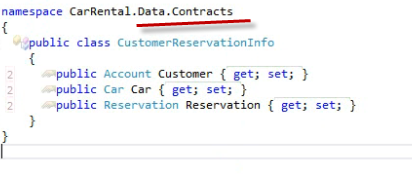 namespace CarRental.Data.Contracts
{
public class CustomerReservationInfo
{
2 public Account Customer { get; set; }
2 public Car Car { get; set; }
2 public Reservation Reservation { get; set; }
}
}